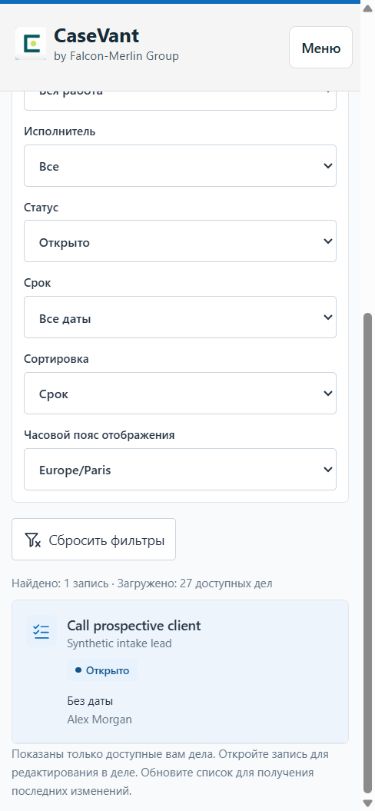 CaseVant
by Falcon-Merlin Group
Меню
Вся работа
Исполнитель
Все
Статус
Открыто
Срок
Все даты
Сортировка
Срок
Часовой пояс отображения
Europe/Paris
Сбросить фильтры
Найдено: 1 запись · Загружено: 27 доступных дел
Call prospective client
Synthetic intake lead
Открыто
Без даты
Alex Morgan
Показаны только доступные вам дела. Откройте запись для
редактирования в деле. Обновите список для получения
последних изменений.